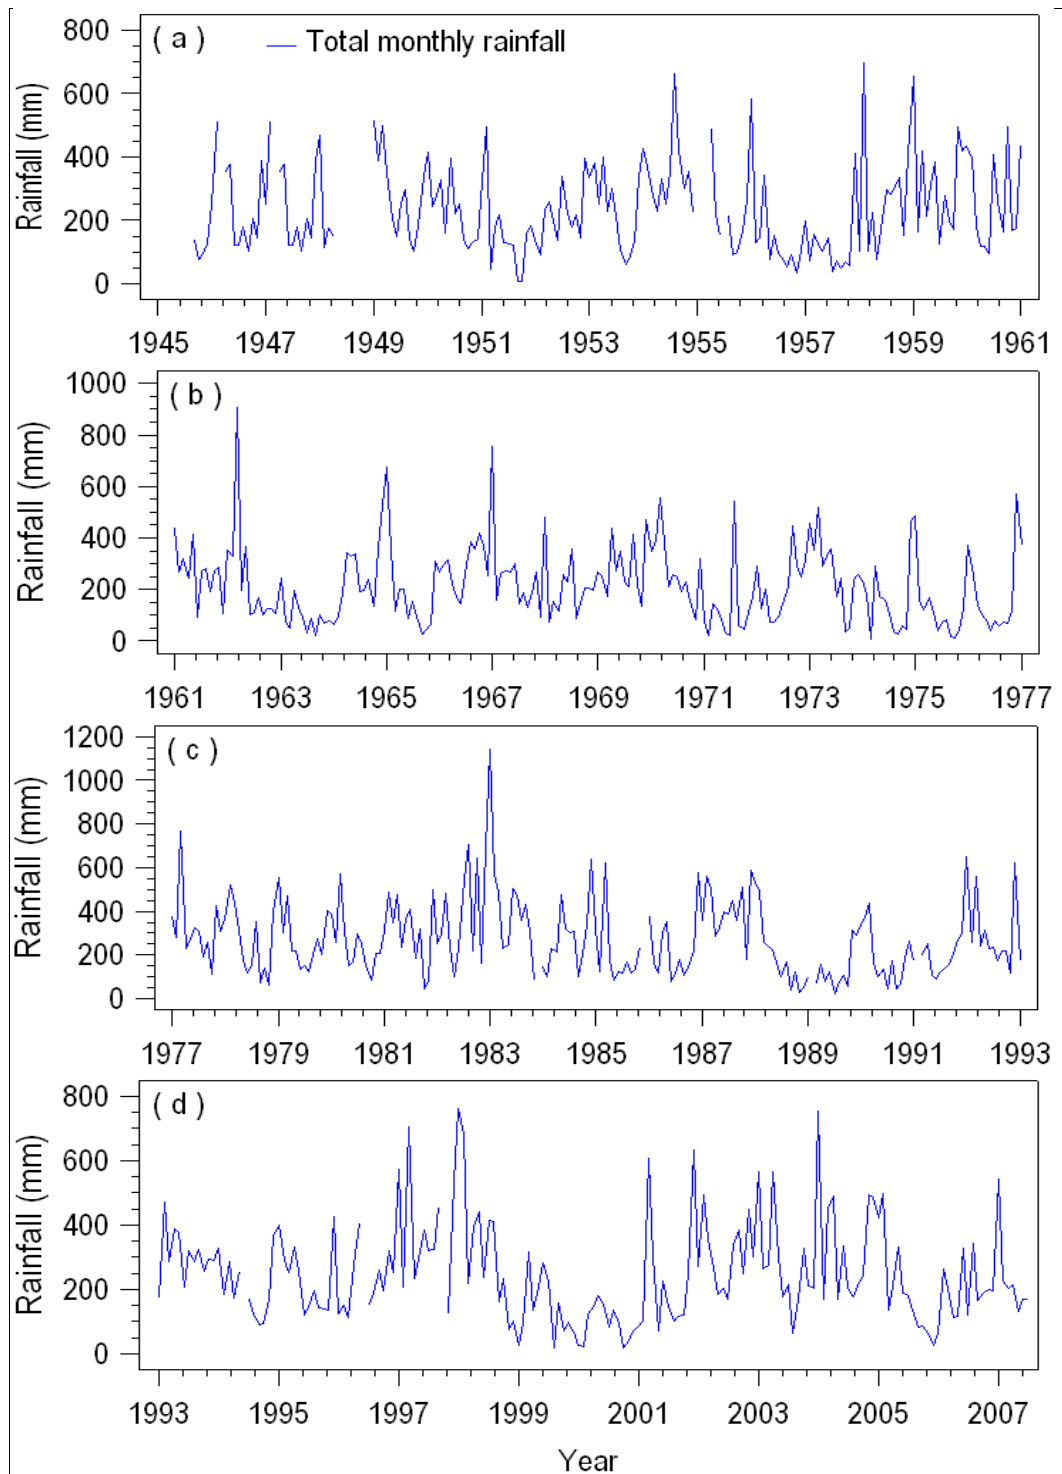 ( a )
Total monthly rainfall
Rainfall (mm)
800
600
400
200
0
1945 1947 1949 1951 1953 1955 1957 1959 1961
( b )
Rainfall (mm)
1000
800
600
400
200
0
1961 1963 1965 1967 1969 1971 1973 1975 1977
( c )
Rainfall (mm)
1200
1000
800
600
400
200
0
1977 1979 1981 1983 1985 1987 1989 1991 1993
( d )
Rainfall (mm)
800
600
400
200
0
1993 1995 1997 1999 2001 2003 2005 2007
Year